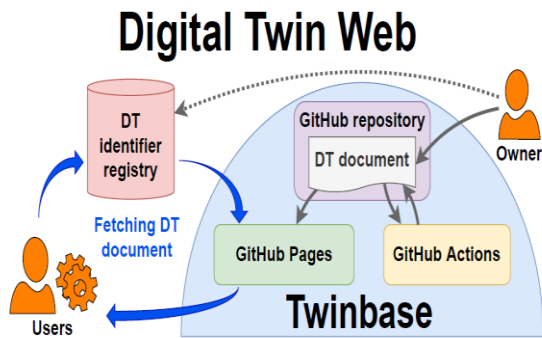 Digital Twin Web
DT
identifier
registry
GitHub repository
DT document
Owner
Fetching DT
document
GitHub Pages
GitHub Actions
Users
Twinbase